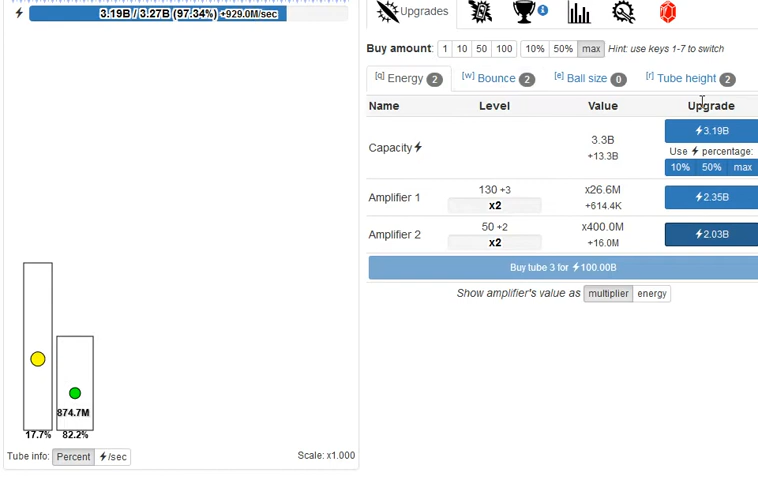 3.19B / 3.27B (97.34%) +929.0M/sec
Upgrades
Buy amount: 1 10 50 100 10% 50% max Hint: use keys 1-7 to switch
[q] Energy 2 [w] Bounce 2 [e] Ball size 0 [r] Tube height 2
Name Level Value Upgrade
Capacity 3.3B +13.3B 3.19B
Use percentage:
10% 50% max
Amplifier 1 130 +3 x2 x26.6M +614.4K 2.35B
Amplifier 2 50 +2 x2 x400.0M +16.0M 2.03B
Buy tube 3 for 100.00B
Show amplifier's value as multiplier energy
874.7M
17.7% 82.2%
Tube info: Percent /sec Scale: x1.000